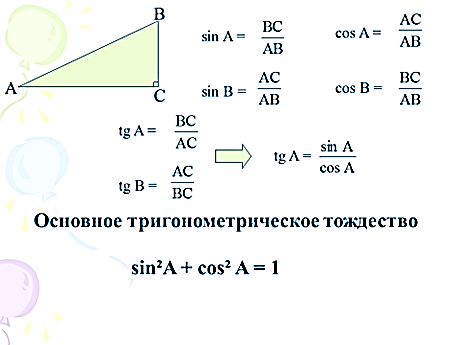 B
A
C
sin A = BC/AB
cos A = AC/AB
sin B = AC/AB
cos B = BC/AB
tg A = BC/AC
tg A = sin A/cos A
tg B = AC/BC
Основное тригонометрическое тождество
sin²A + cos² A = 1